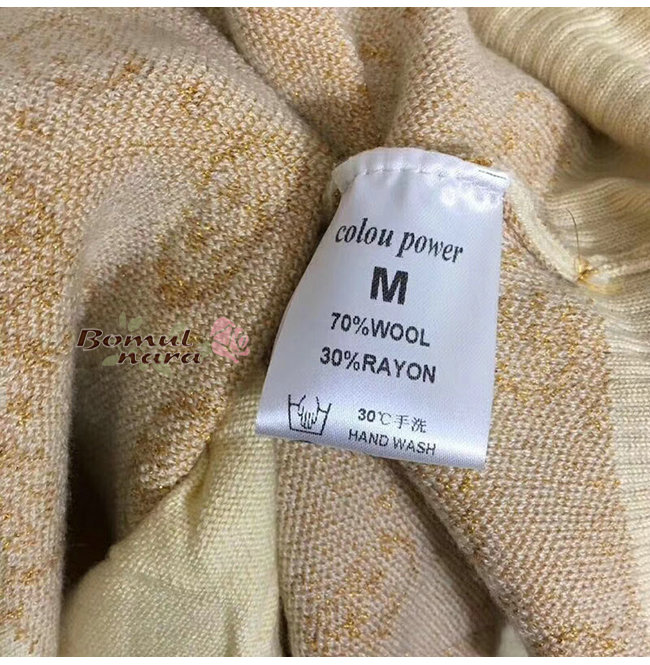 colou power
M
70%WOOL
30%RAYON
30℃手洗
HAND WASH
Bomul
nara